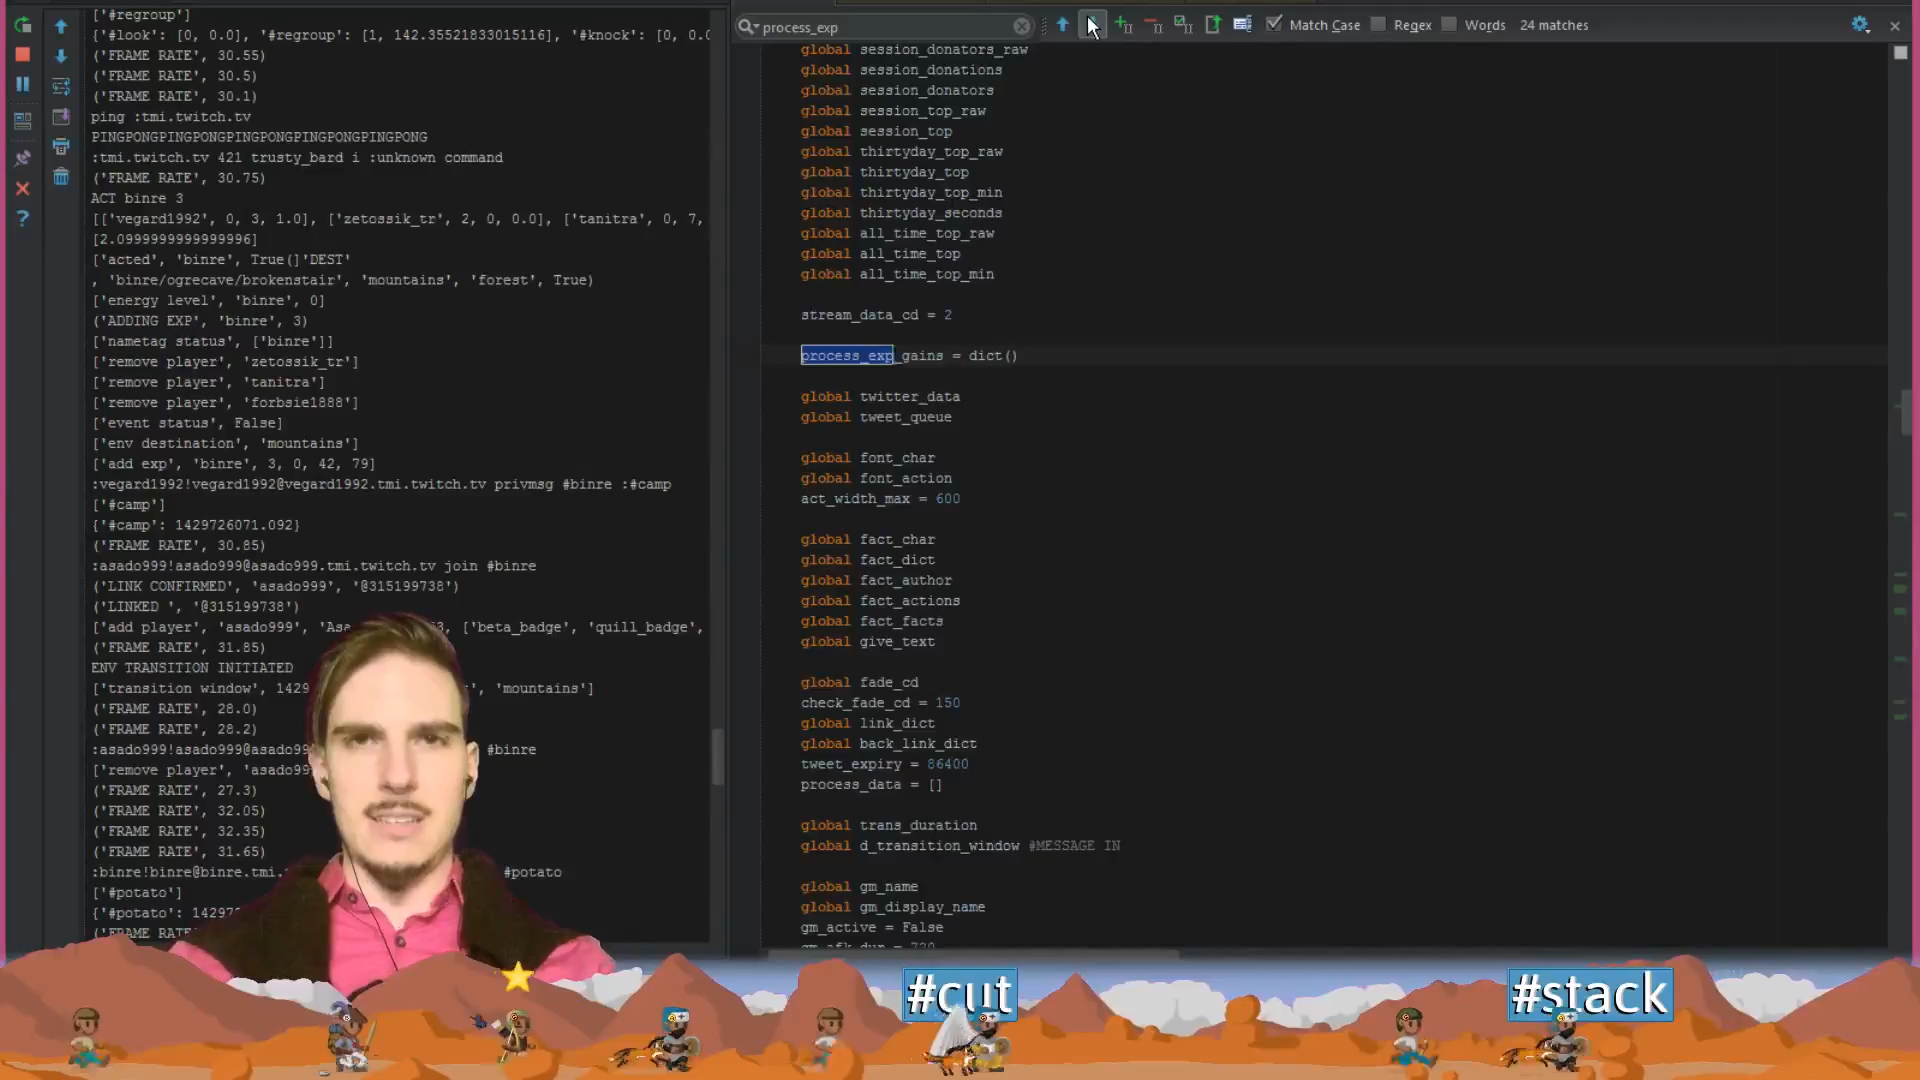 ['#regroup']
{'#look': [0, 0.0], '#regroup': [1, 142.35521833015116], '#knock': [0, 0.0
('FRAME RATE', 30.55)
('FRAME RATE', 30.5)
('FRAME RATE', 30.1)
ping :tmi.twitch.tv
PINGPONGPINGPONGPINGPONGPINGPONGPINGPONG
:tmi.twitch.tv 421 trusty_bard i :unknown command
('FRAME RATE', 30.75)
ACT binre 3
[['vegard1992', 0, 3, 1.0], ['zetossik_tr', 2, 0, 0.0], ['tanitra', 0, 7,
[2.0999999999999996]
['acted', 'binre', True(]'DEST'
, 'binre/ogrecave/brokenstair', 'mountains', 'forest', True)
['energy level', 'binre', 0]
('ADDING EXP', 'binre', 3)
['nametag status', ['binre']]
['remove player', 'zetossik_tr']
['remove player', 'tanitra']
['remove player', 'forbsie1888']
['event status', False]
['env destination', 'mountains']
['add exp', 'binre', 3, 0, 42, 79]
:vegard1992!vegard1992@vegard1992.tmi.twitch.tv privmsg #binre :#camp
['#camp']
{'#camp': 1429726071.092}
('FRAME RATE', 30.85)
:asado999!asado999@asado999.tmi.twitch.tv join #binre
('LINK CONFIRMED', 'asado999', '@315199738')
('LINKED ', '@315199738')
['add player', 'asado999', 'Asa 3, ['beta_badge', 'quill_badge',
('FRAME RATE', 31.85)
ENV TRANSITION INITIATED
['transition window', 1429 ', 'mountains']
('FRAME RATE', 28.0)
('FRAME RATE', 28.2)
:asado999!asado999@asado99 #binre
['remove player', 'asado99
('FRAME RATE', 27.3)
('FRAME RATE', 32.05)
('FRAME RATE', 32.35)
('FRAME RATE', 31.65)
:binre!binre@binre.tmi. #potato
['#potato']
{'#potato': 14297
('FRAME RATE'
process_exp
Match Case
Regex
Words
24 matches
global session_donators_raw
global session_donations
global session_donators
global session_top_raw
global session_top
global thirtyday_top_raw
global thirtyday_top
global thirtyday_top_min
global thirtyday_seconds
global all_time_top_raw
global all_time_top
global all_time_top_min
stream_data_cd = 2
process_exp_gains = dict()
global twitter_data
global tweet_queue
global font_char
global font_action
act_width_max = 600
global fact_char
global fact_dict
global fact_author
global fact_actions
global fact_facts
global give_text
global fade_cd
check_fade_cd = 150
global link_dict
global back_link_dict
tweet_expiry = 86400
process_data = []
global trans_duration
global d_transition_window #MESSAGE IN
global gm_name
global gm_display_name
gm_active = False
gm_afk_dur = 720
#cut
#stack